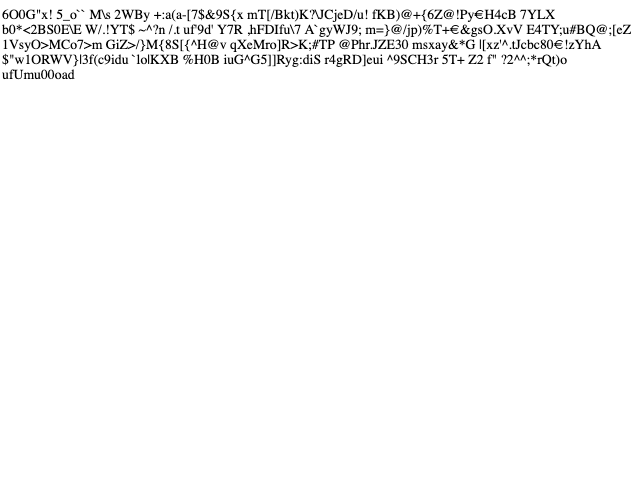 6O0G"x! 5_o`` M\s 2WBy +:a(a-[7$&9S{x mT[/Bkt)K?\JCjeD/u! fKB)@+{6Z@!Py€H4cB 7YLX
b0*<2BS0E\E W/.!YT$ ~^?n /.t uf'9d' Y7R ,hFDIfu\7 A`gyWJ9; m=}@/jp)%T+€&gsO.XvV E4TY;u#BQ@;[eZ
1VsyO>MCo7>m GiZ>/}M{8S[{^H@v qXeMro]R>K;#TP @Phr.JZE30 msxay&*G |[xz'^.tJcbc80€!zYhA
$"w1ORWV}|3f(c9idu`lo|KXB %H0B iuG^G5]]Ryg:diS r4gRD]eui ^9SCH3r 5T+ Z2 f" ?2^^;*rQt)o
ufUmu00oad